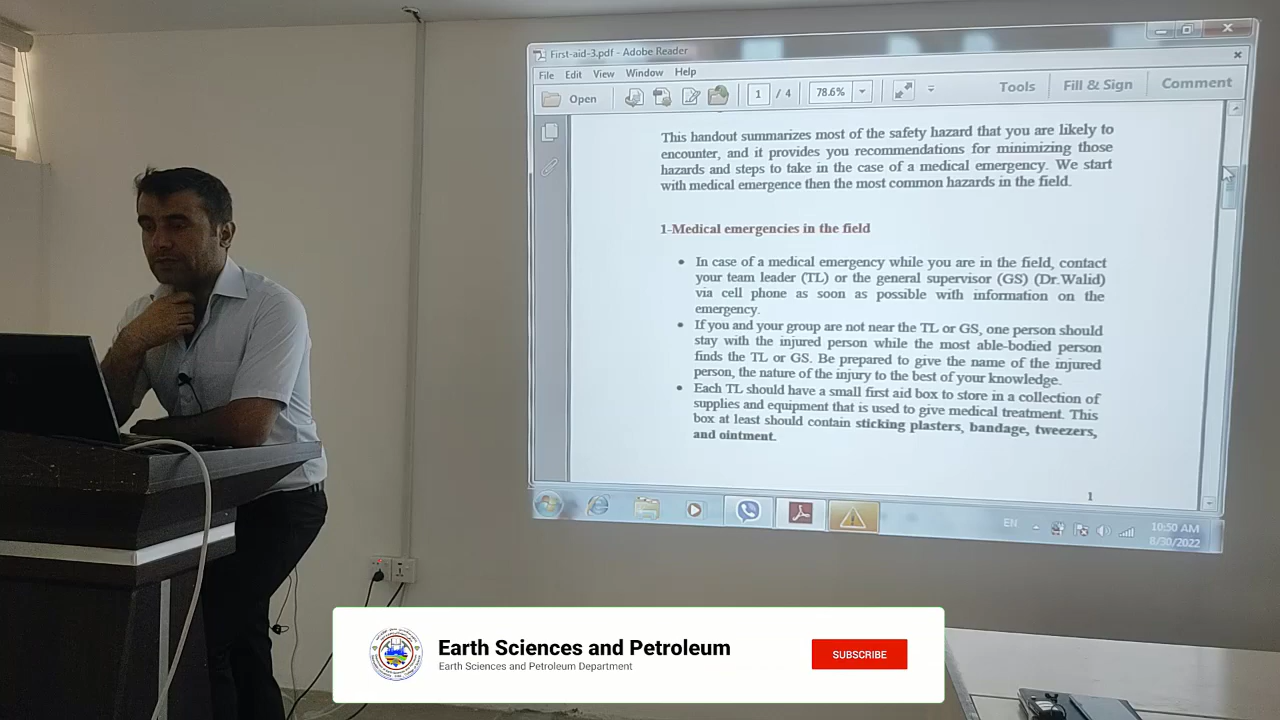 First-aid-3.pdf - Adobe Reader
File Edit View Window Help
Open 1 / 4 78.6% Tools Fill & Sign Comment
This handout summarizes most of the safety hazard that you are likely to
encounter, and it provides you recommendations for minimizing those
hazards and steps to take in the case of a medical emergency. We start
with medical emergence then the most common hazards in the field.
1-Medical emergencies in the field
• In case of a medical emergency while you are in the field, contact
your team leader (TL) or the general supervisor (GS) (Dr.Walid)
via cell phone as soon as possible with information on the
emergency.
• If you and your group are not near the TL or GS, one person should
stay with the injured person while the most able-bodied person
finds the TL or GS. Be prepared to give the name of the injured
person, the nature of the injury to the best of your knowledge.
• Each TL should have a small first aid box to store in a collection of
supplies and equipment that is used to give medical treatment. This
box at least should contain sticking plasters, bandage, tweezers,
and ointment.
1
EN 10:50 AM
8/30/2022
Earth Sciences and Petroleum
Earth Sciences and Petroleum Department
SUBSCRIBE